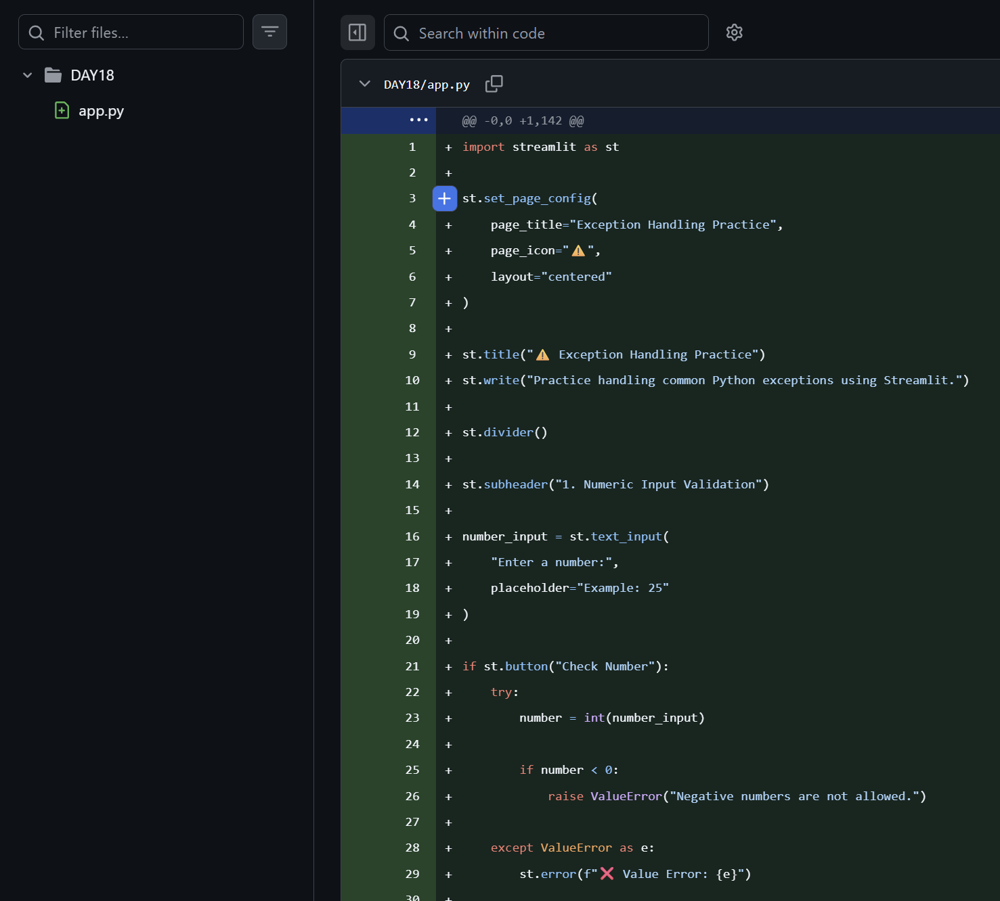 Filter files...
DAY18
app.py
Search within code
DAY18/app.py
@@ -0,0 +1,142 @@
1 + import streamlit as st
2 +
3 + st.set_page_config(
4 +     page_title="Exception Handling Practice",
5 +     page_icon="⚠️",
6 +     layout="centered"
7 + )
8 +
9 + st.title("⚠️ Exception Handling Practice")
10 + st.write("Practice handling common Python exceptions using Streamlit.")
11 +
12 + st.divider()
13 +
14 + st.subheader("1. Numeric Input Validation")
15 +
16 + number_input = st.text_input(
17 +     "Enter a number:",
18 +     placeholder="Example: 25"
19 + )
20 +
21 + if st.button("Check Number"):
22 +     try:
23 +         number = int(number_input)
24 +
25 +         if number < 0:
26 +             raise ValueError("Negative numbers are not allowed.")
27 +
28 +     except ValueError as e:
29 +         st.error(f"❌ Value Error: {e}")
30 +